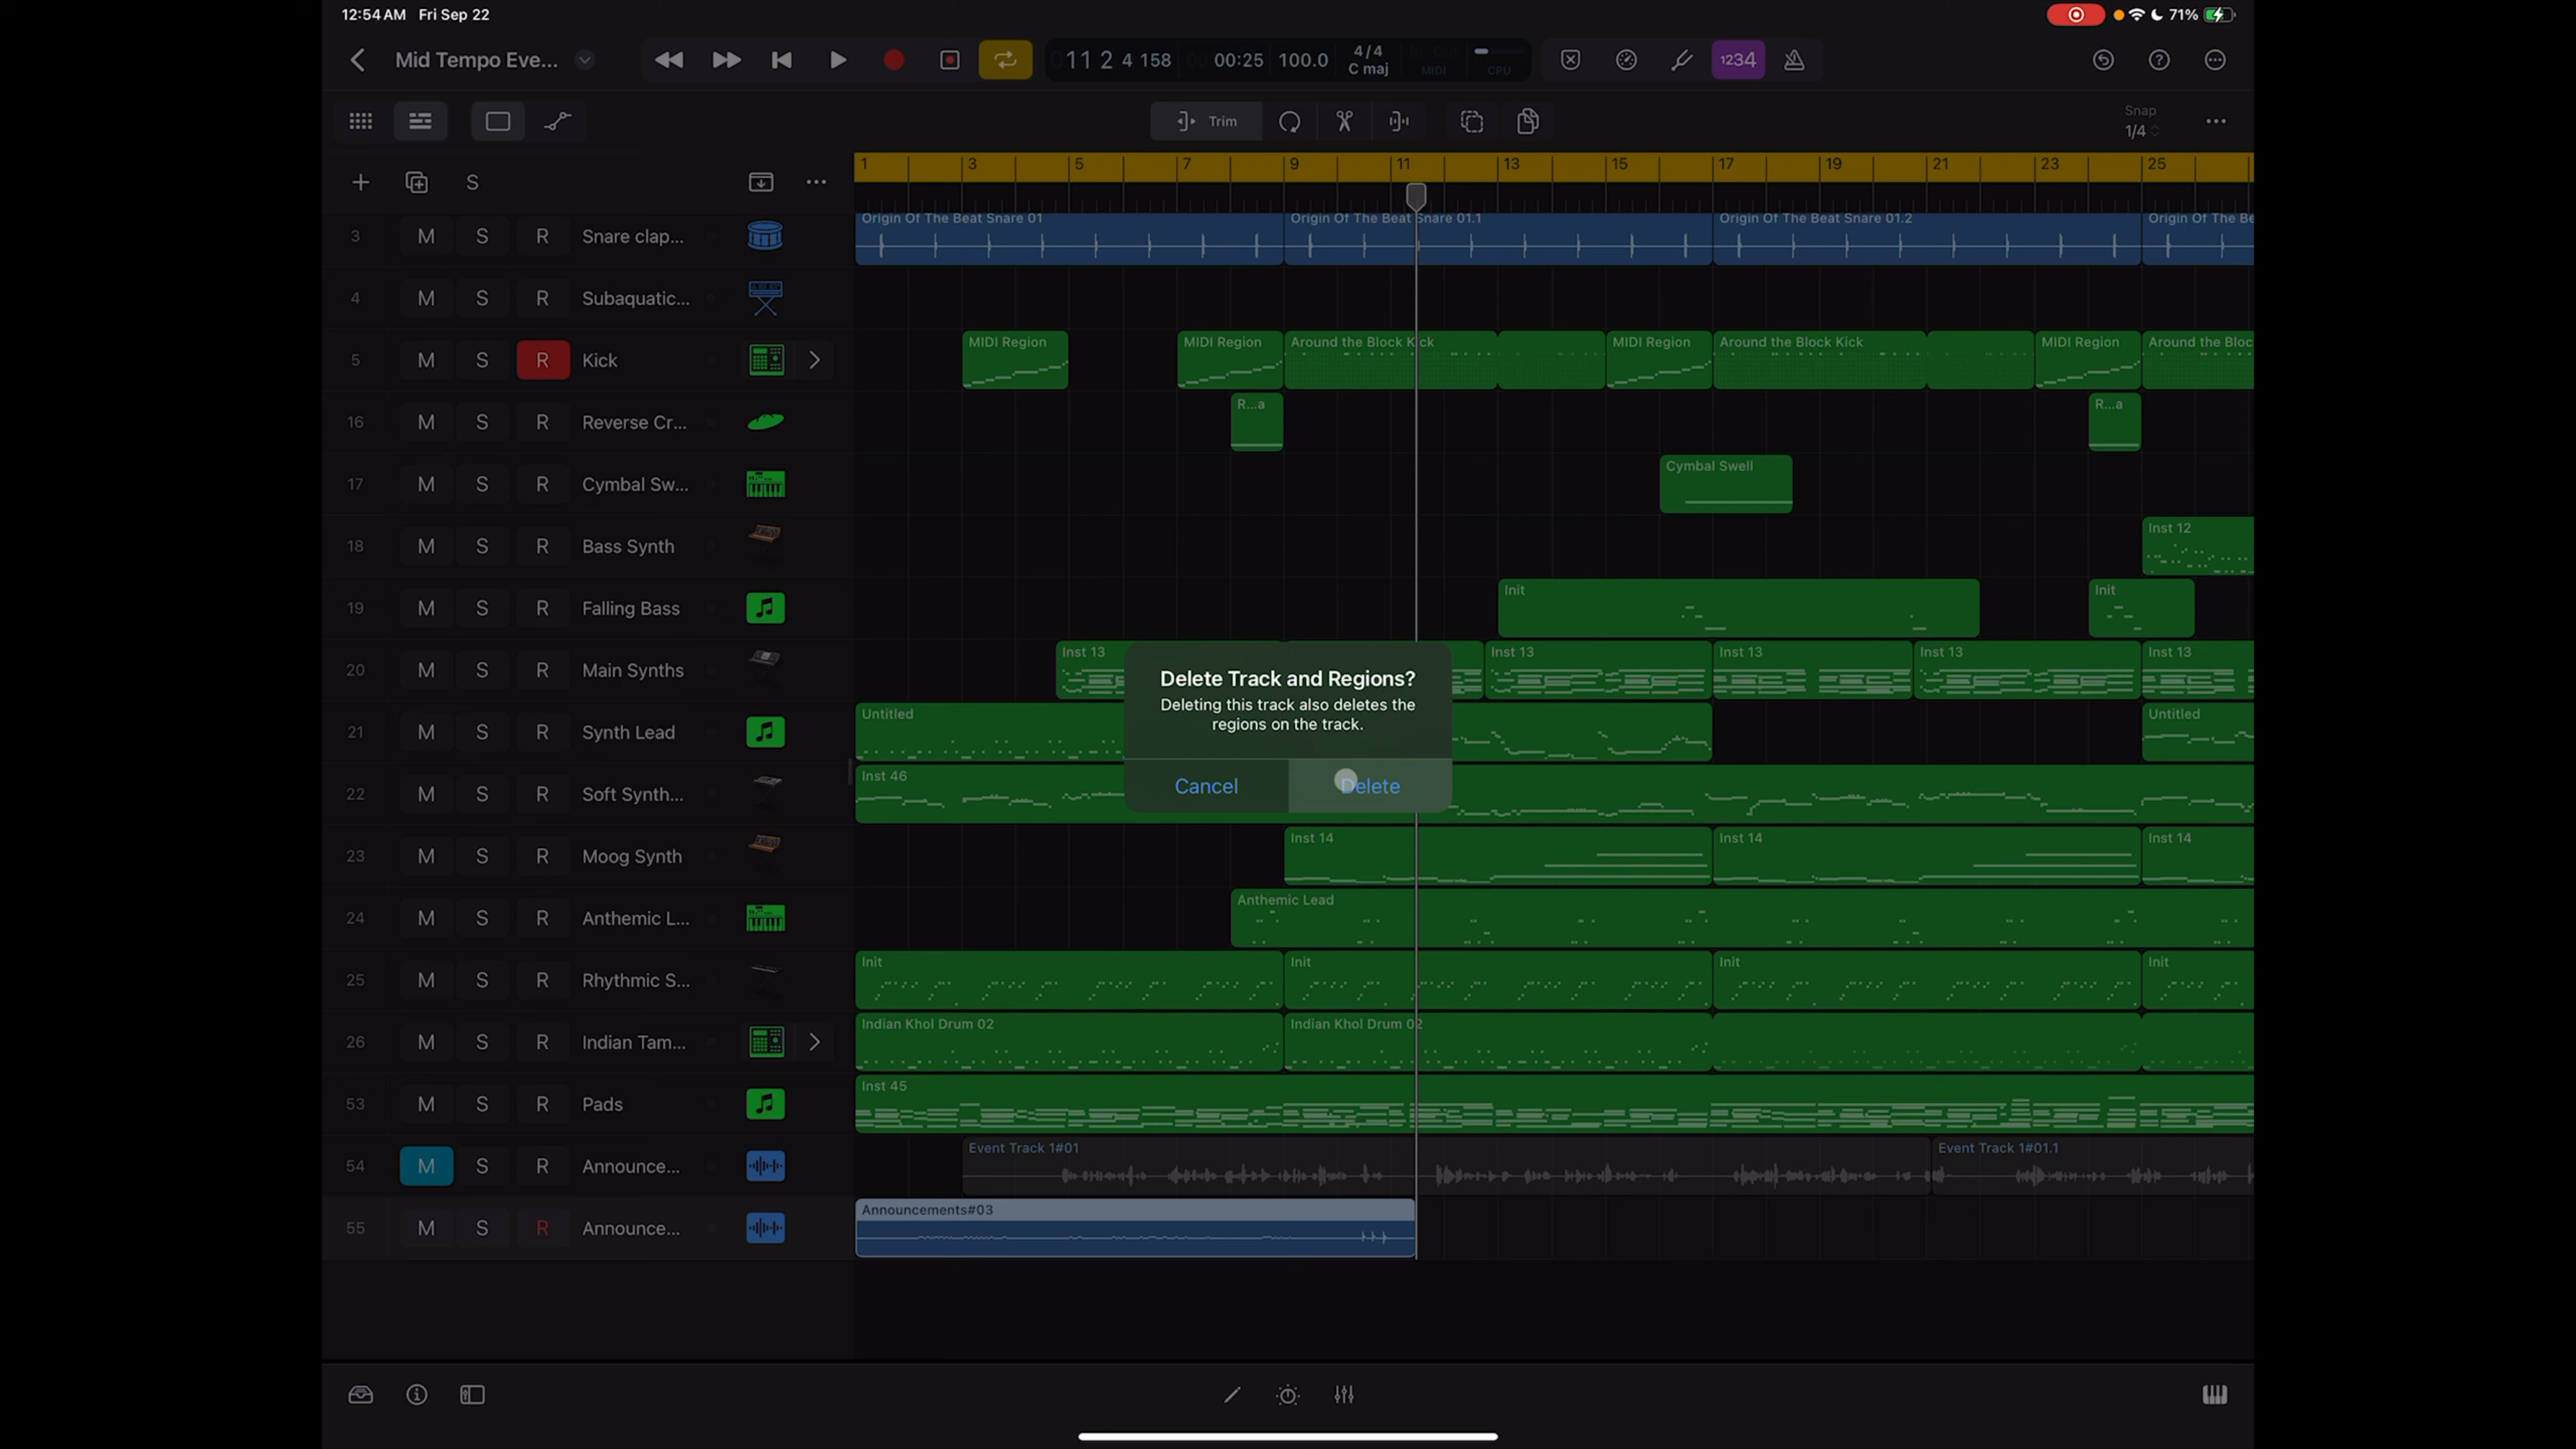 12:54 AM Fri Sep 22
71%
Mid Tempo Eve...
11 2 4 158
00:25
100.0
4/4
C maj
MIDI
CPU
1234
Trim
Snap
1/4
S
1 3 5 7 9 11 13 15 17 19 21 23 25
3 M S R Snare clap...
Origin Of The Beat Snare 01
Origin Of The Beat Snare 01.1
Origin Of The Beat Snare 01.2
Origin Of The Be
4 M S R Subaquatic...
5 M S R Kick
MIDI Region
MIDI Region
Around the Block Kick
MIDI Region
Around the Block Kick
MIDI Region
Around the Bloc
16 M S R Reverse Cr...
R...a
R...a
17 M S R Cymbal Sw...
Cymbal Swell
18 M S R Bass Synth
Inst 12
19 M S R Falling Bass
Init
Init
20 M S R Main Synths
Inst 13
Inst 13
Inst 13
Inst 13
Inst 13
Delete Track and Regions?
Deleting this track also deletes the
regions on the track.
Cancel
Delete
21 M S R Synth Lead
Untitled
Untitled
22 M S R Soft Synth...
Inst 46
23 M S R Moog Synth
Inst 14
Inst 14
Inst 14
24 M S R Anthemic L...
Anthemic Lead
25 M S R Rhythmic S...
Init
Init
Init
Init
26 M S R Indian Tam...
Indian Khol Drum 02
Indian Khol Drum 02
53 M S R Pads
Inst 45
54 M S R Announce...
Event Track 1#01
Event Track 1#01.1
55 M S R Announce...
Announcements#03